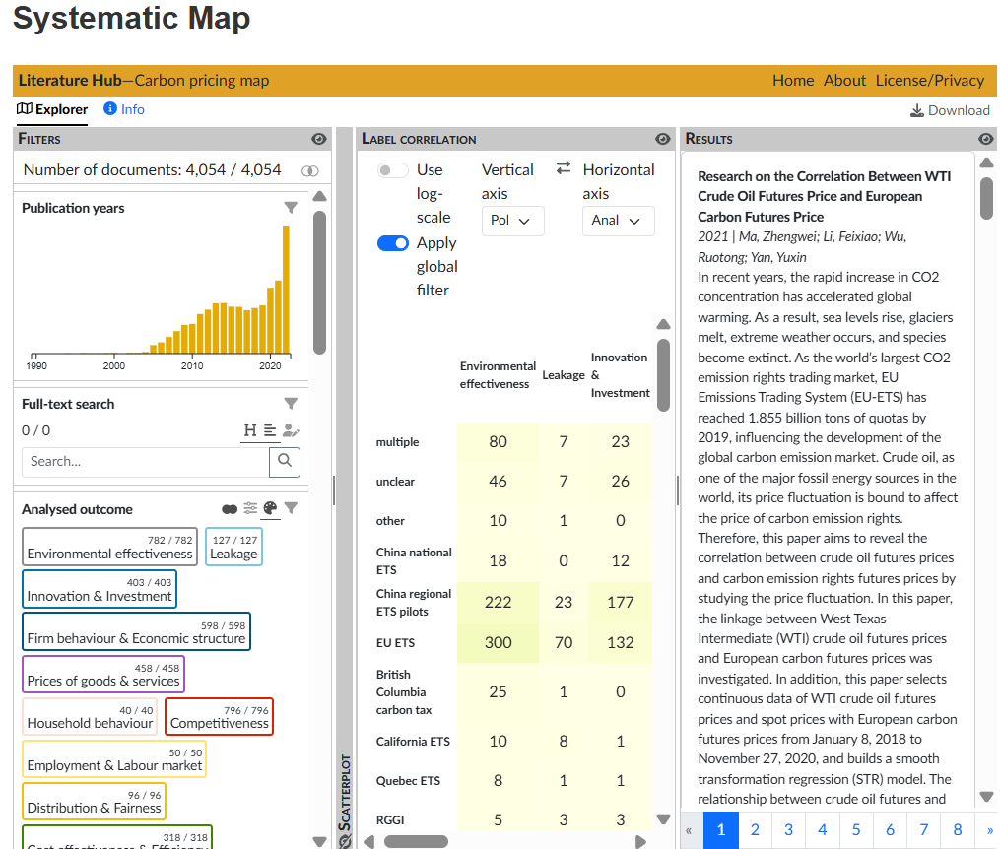 Systematic Map
Literature Hub—Carbon pricing map
Home About License/Privacy
Explorer Info
Download
FILTERS
Number of documents: 4,054 / 4,054
Publication years
1990 2000 2010 2020
Full-text search
0 / 0
H
Search...
Analysed outcome
782 / 782
Environmental effectiveness
127 / 127
Leakage
403 / 403
Innovation & Investment
598 / 598
Firm behaviour & Economic structure
458 / 458
Prices of goods & services
40 / 40
Household behaviour
796 / 796
Competitiveness
50 / 50
Employment & Labour market
96 / 96
Distribution & Fairness
318 / 318
Cost effectiveness & Efficiency
SCATTERPLOT
LABEL CORRELATION
Use
log-
scale
Apply
global
filter
Vertical
axis
Pol
Horizontal
axis
Anal
Environmental
effectiveness
Leakage
Innovation
&
Investment
multiple 80 7 23
unclear 46 7 26
other 10 1 0
China national
ETS
18 0 12
China regional
ETS pilots
222 23 177
EU ETS 300 70 132
British
Columbia
carbon tax
25 1 0
California ETS 10 8 1
Quebec ETS 8 1 1
RGGI 5 3 3
RESULTS
Research on the Correlation Between WTI
Crude Oil Futures Price and European
Carbon Futures Price
2021 | Ma, Zhengwei; Li, Feixiao; Wu,
Ruotong; Yan, Yuxin
In recent years, the rapid increase in CO2
concentration has accelerated global
warming. As a result, sea levels rise, glaciers
melt, extreme weather occurs, and species
become extinct. As the world's largest CO2
emission rights trading market, EU
Emissions Trading System (EU-ETS) has
reached 1.855 billion tons of quotas by
2019, influencing the development of the
global carbon emission market. Crude oil, as
one of the major fossil energy sources in the
world, its price fluctuation is bound to affect
the price of carbon emission rights.
Therefore, this paper aims to reveal the
correlation between crude oil futures prices
and carbon emission rights futures prices by
studying the price fluctuation. In this paper,
the linkage between West Texas
Intermediate (WTI) crude oil futures prices
and European carbon futures prices was
investigated. In addition, this paper selects
continuous data of WTI crude oil futures
prices and spot prices with European carbon
futures prices from January 8, 2018 to
November 27, 2020, and builds a smooth
transformation regression (STR) model. The
relationship between crude oil futures and
« 1 2 3 4 5 6 7 8 »